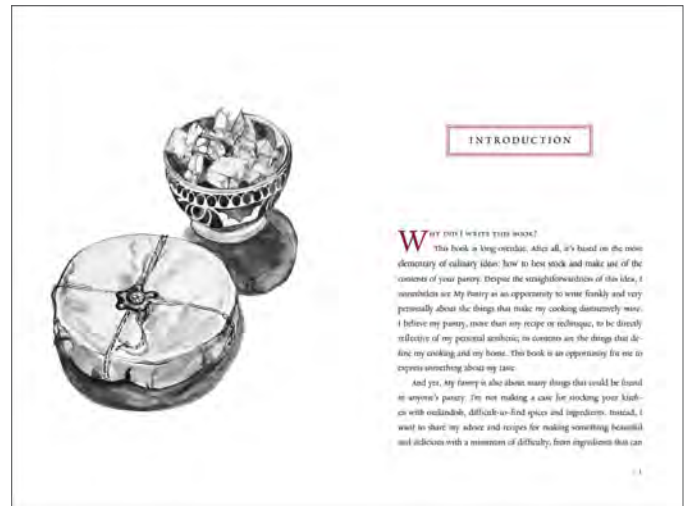 INTRODUCTION
WHY DID I WRITE THIS BOOK?
This book is long overdue. After all, it's based on the most
elementary of culinary ideas: how to best stock and make use of the
contents of your pantry. Despite the straightforwardness of this idea, I
nonetheless see My Pantry as an opportunity to write frankly and very
personally about the things that make my cooking distinctively mine.
I believe my pantry, more than any recipe or technique, to be directly
reflective of my personal aesthetic; its contents are the things that de-
fine my cooking and my home. This book is an opportunity for me to
express something about my taste.
And yet, My Pantry is also about many things that could be found
in anyone's pantry. I'm not making a case for stocking your kitch-
en with outlandish, difficult-to-find spices and ingredients. Instead, I
want to share my advice and recipes for making something beautiful
and delicious with a minimum of difficulty, from ingredients that can
| 1